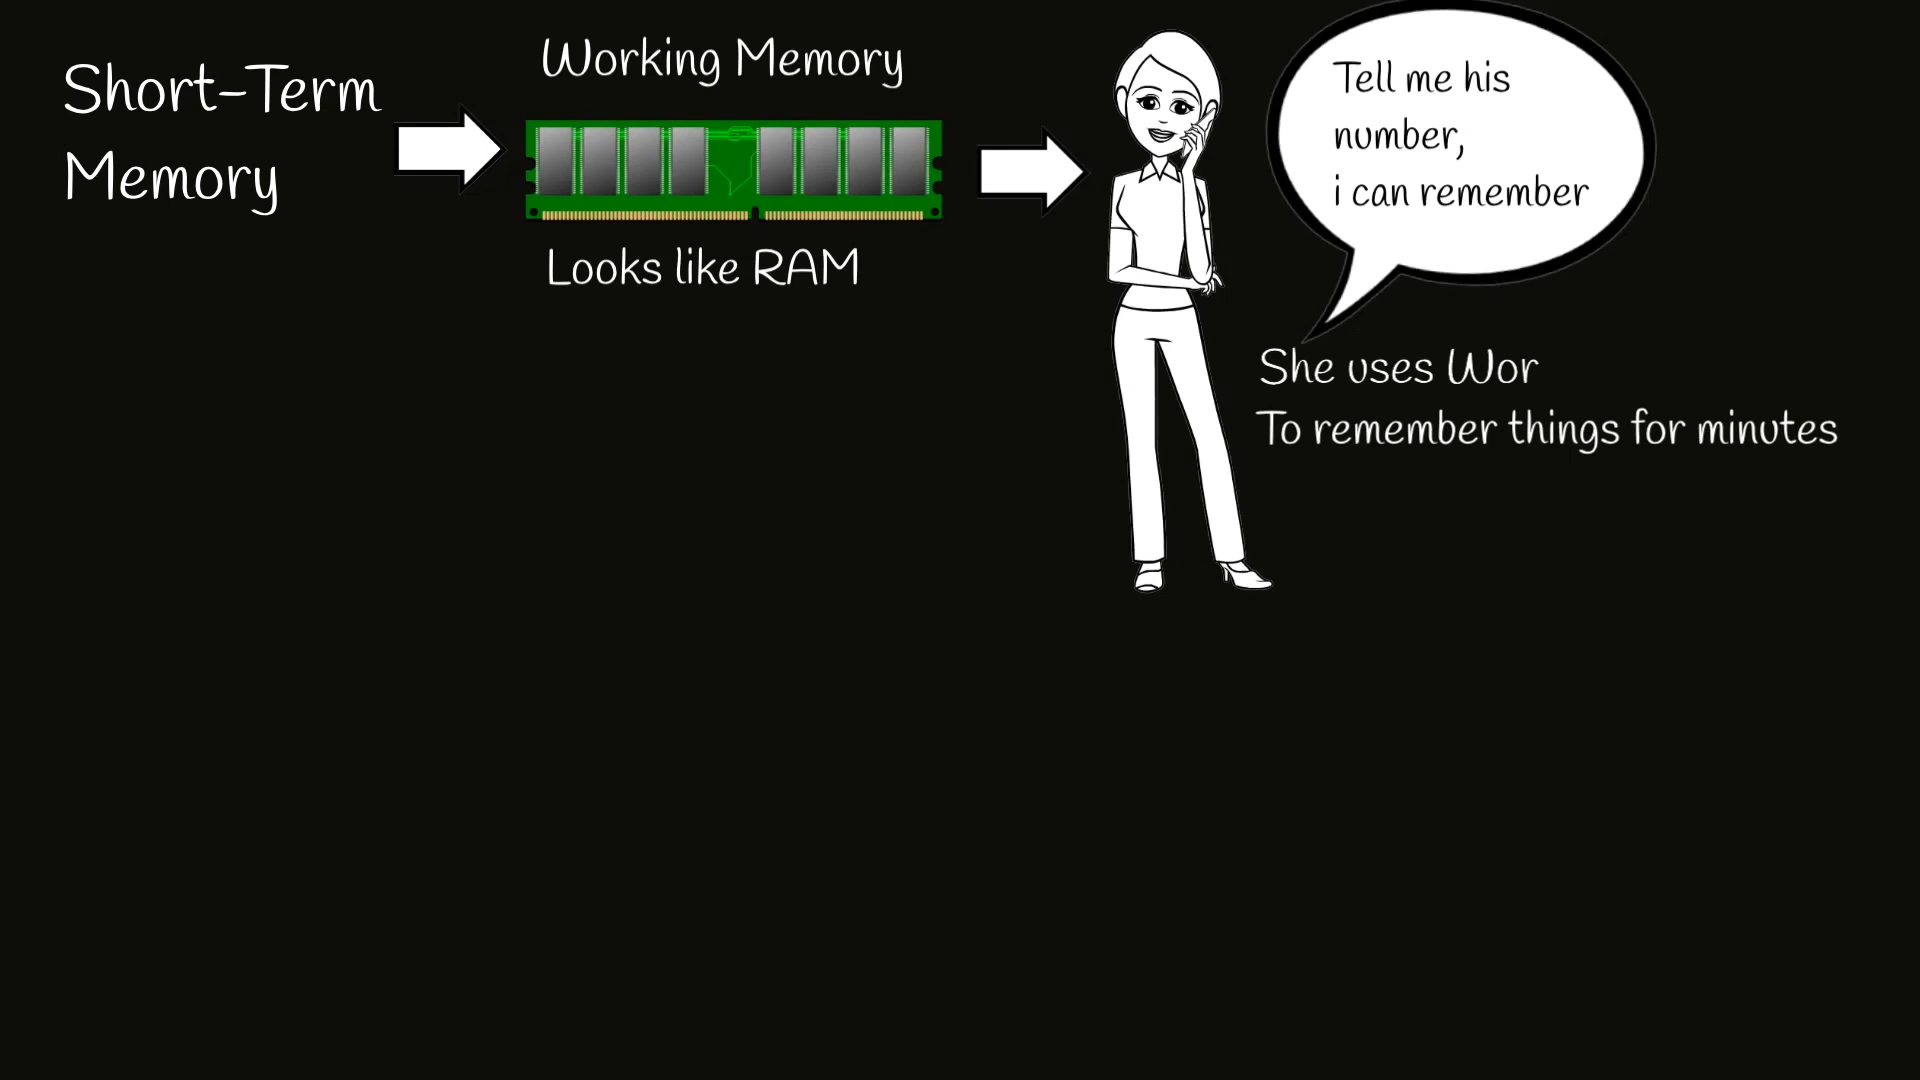 Short-Term
Memory
Working Memory
Looks like RAM
Tell me his
number,
i can remember
She uses Wor
To remember things for minutes